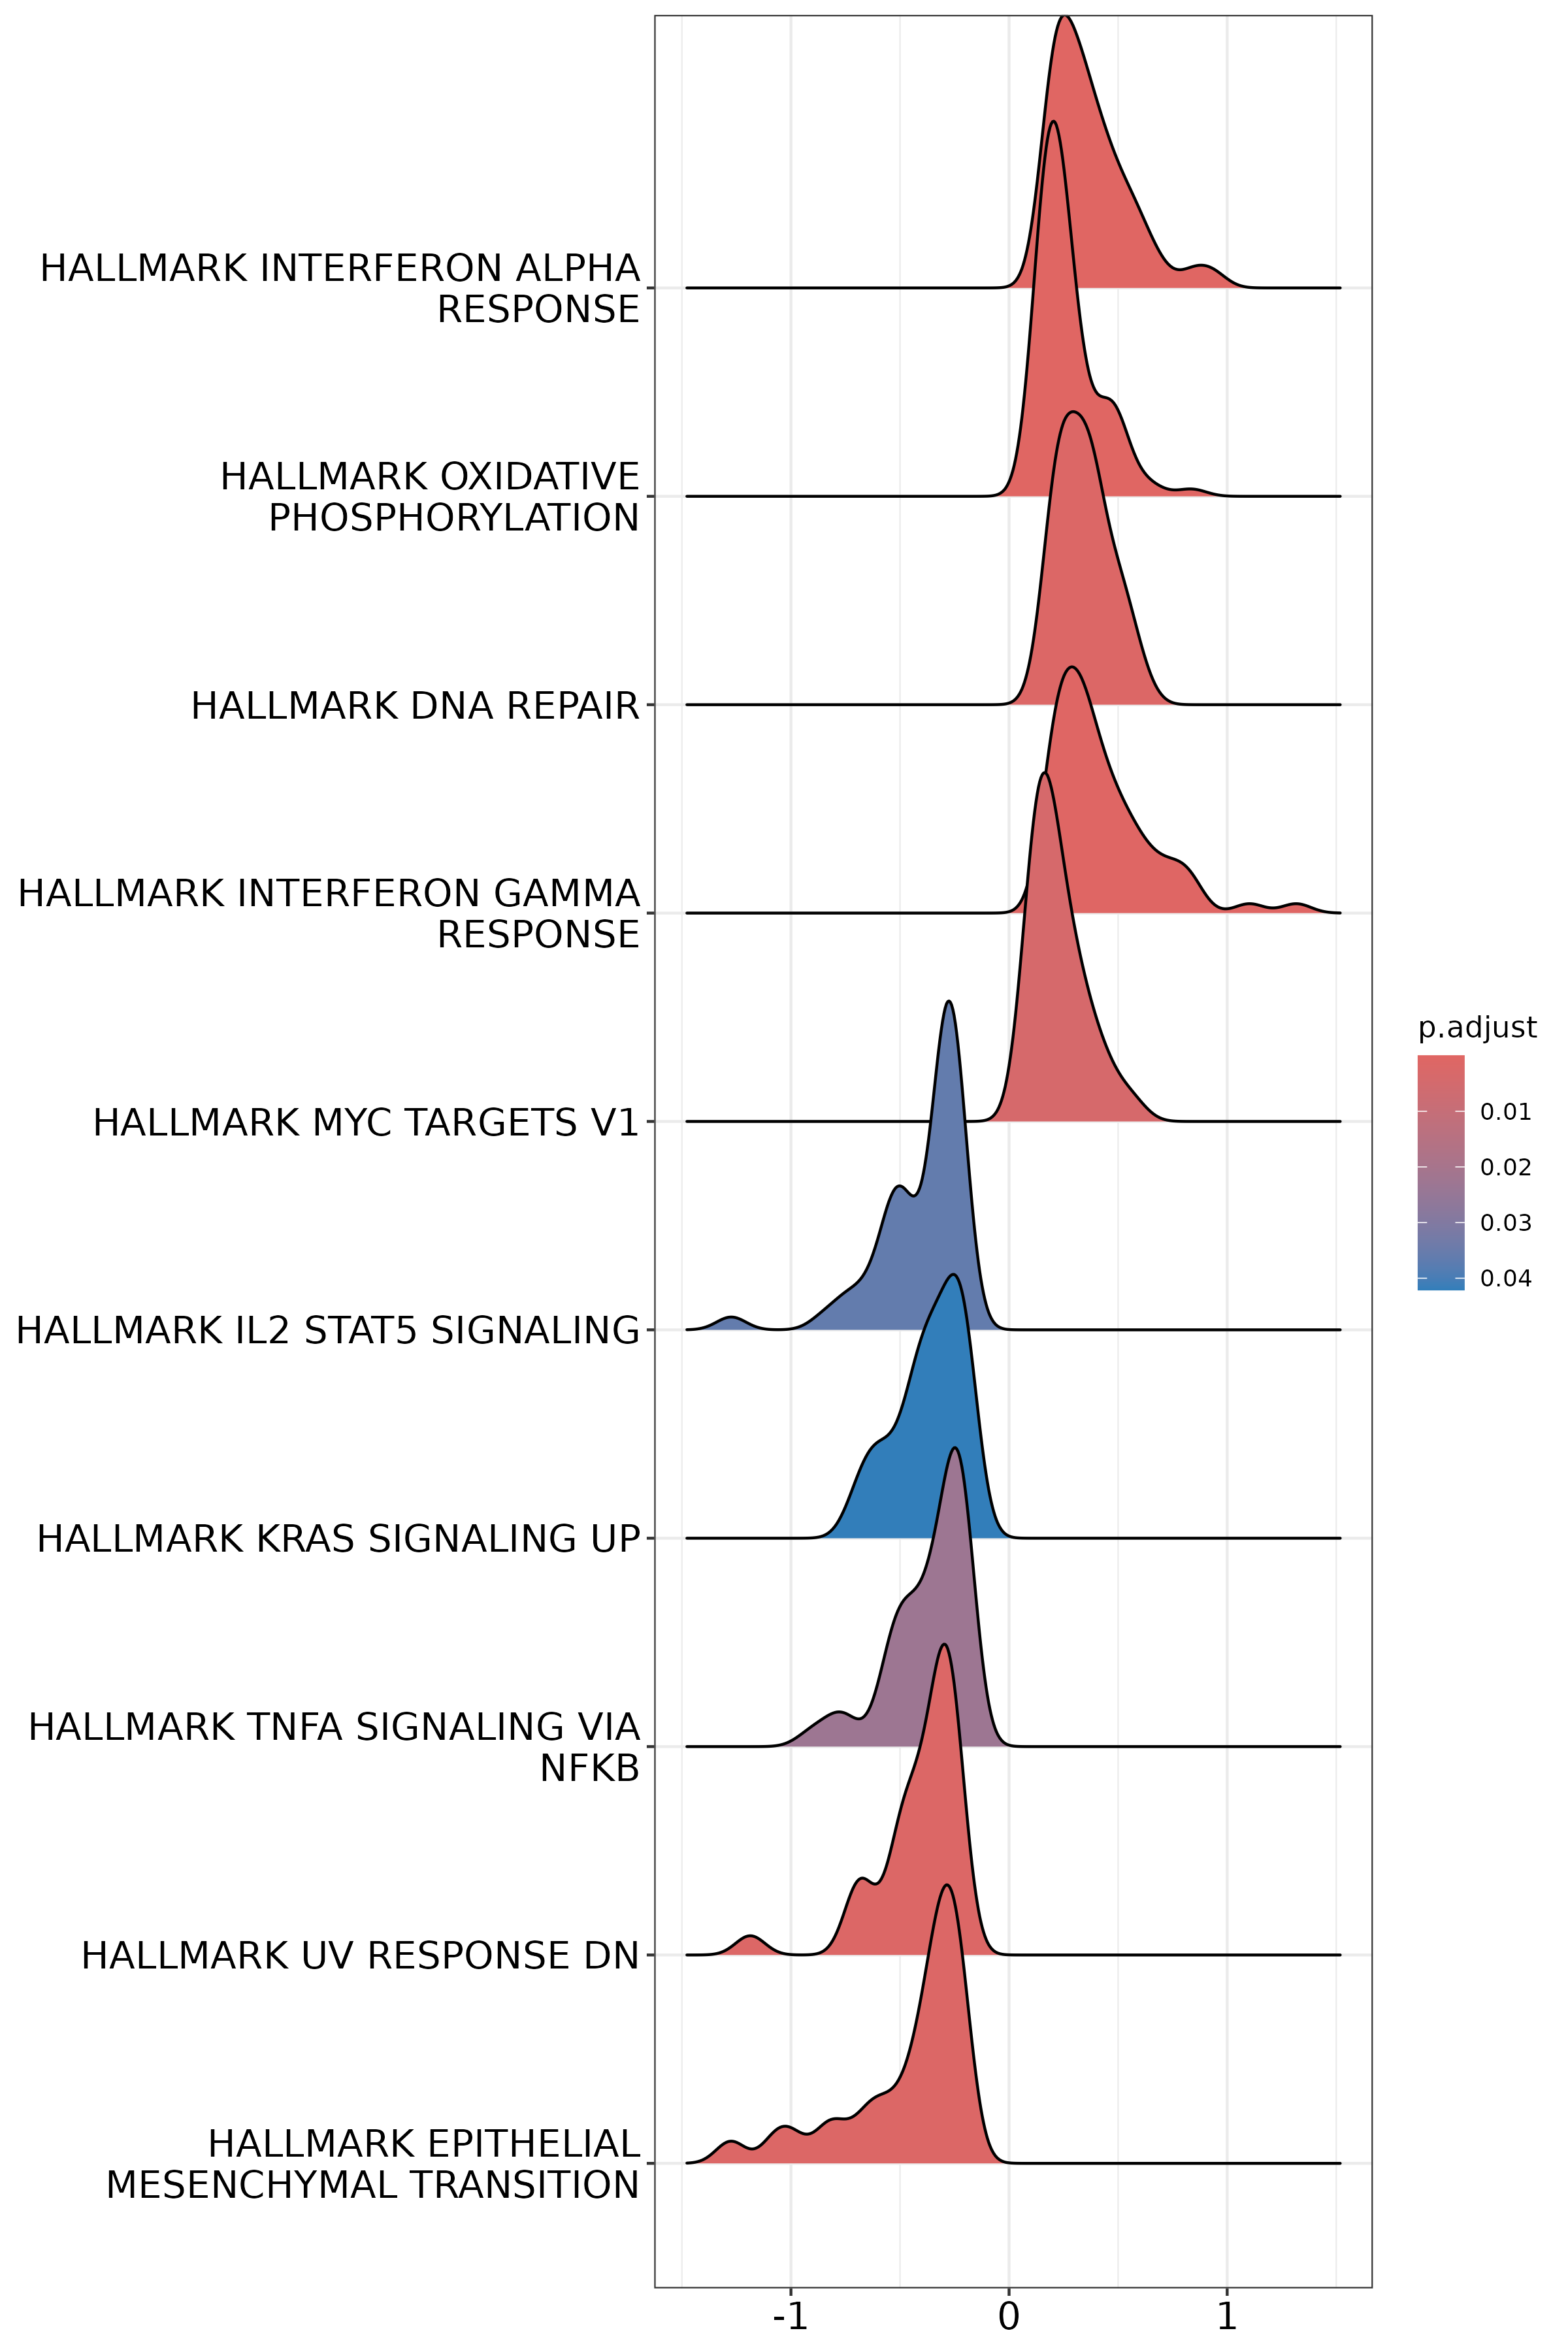 HALLMARK INTERFERON ALPHA
RESPONSE
HALLMARK OXIDATIVE
PHOSPHORYLATION
HALLMARK DNA REPAIR
HALLMARK INTERFERON GAMMA
RESPONSE
HALLMARK MYC TARGETS V1
HALLMARK IL2 STAT5 SIGNALING
HALLMARK KRAS SIGNALING UP
HALLMARK TNFA SIGNALING VIA
NFKB
HALLMARK UV RESPONSE DN
HALLMARK EPITHELIAL
MESENCHYMAL TRANSITION
-1 0 1
p.adjust
0.01
0.02
0.03
0.04